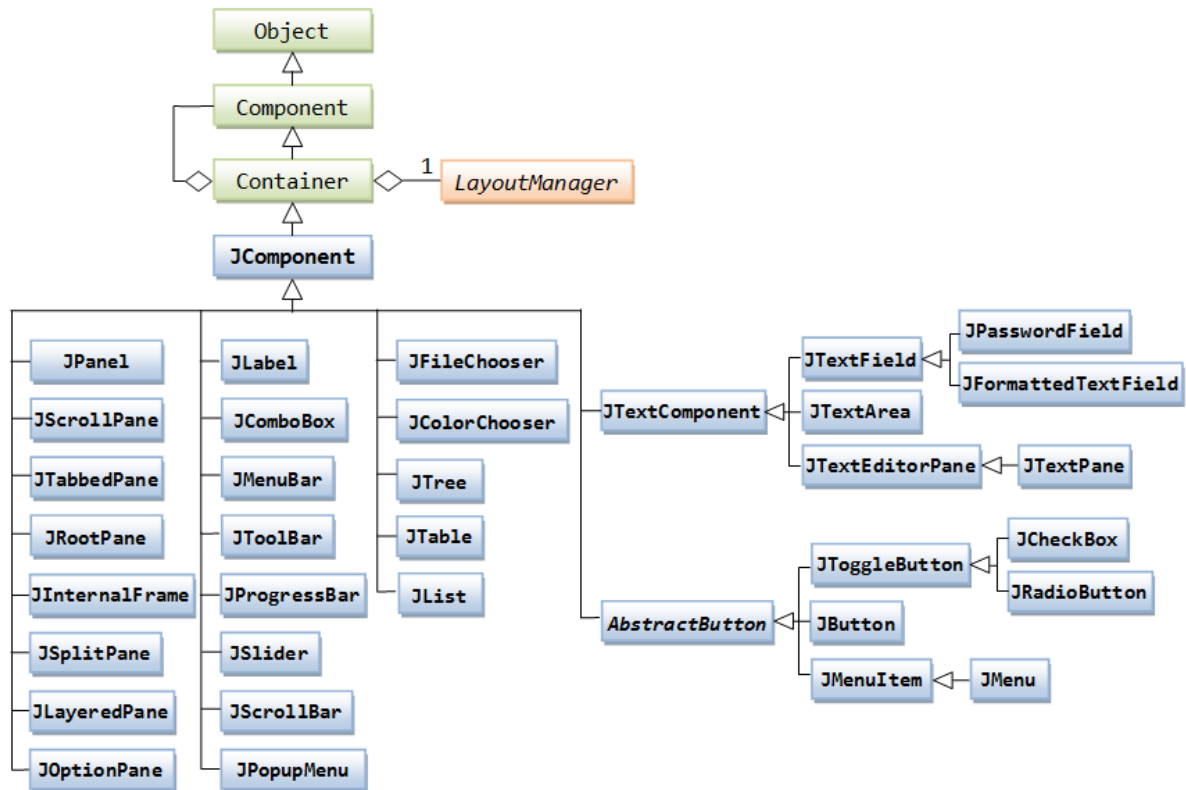 Object
Component
Container
1
LayoutManager
JComponent
JPanel
JScrollPane
JTabbedPane
JRootPane
JInternalFrame
JSplitPane
JLayeredPane
JOptionPane
JLabel
JComboBox
JMenuBar
JToolBar
JProgressBar
JSlider
JScrollBar
JPopupMenu
JFileChooser
JColorChooser
JTree
JTable
JList
JTextComponent
JTextField
JPasswordField
JFormattedTextField
JTextArea
JTextEditorPane
JTextPane
AbstractButton
JToggleButton
JCheckBox
JRadioButton
JButton
JMenuItem
JMenu